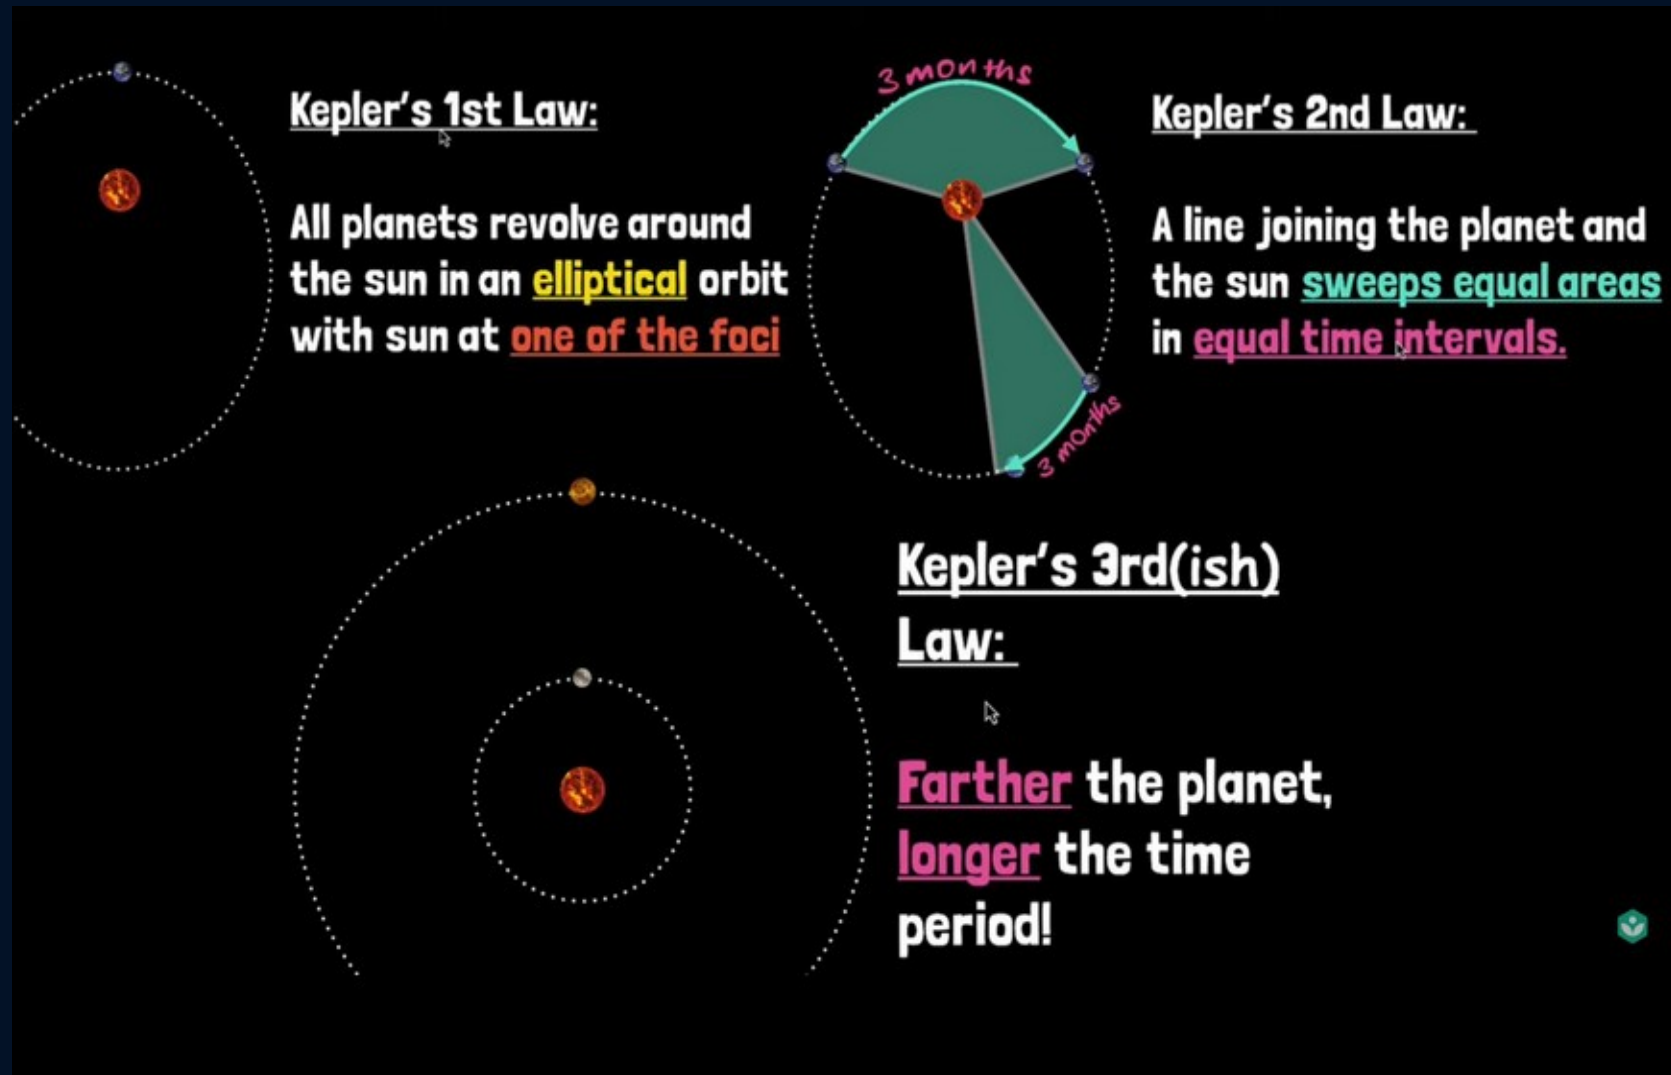 Kepler's 1st Law:
All planets revolve around
the sun in an elliptical orbit
with sun at one of the foci
3 months
3 months
Kepler's 2nd Law:
A line joining the planet and
the sun sweeps equal areas
in equal time intervals.
Kepler's 3rd(ish)
Law:
Farther the planet,
longer the time
period!